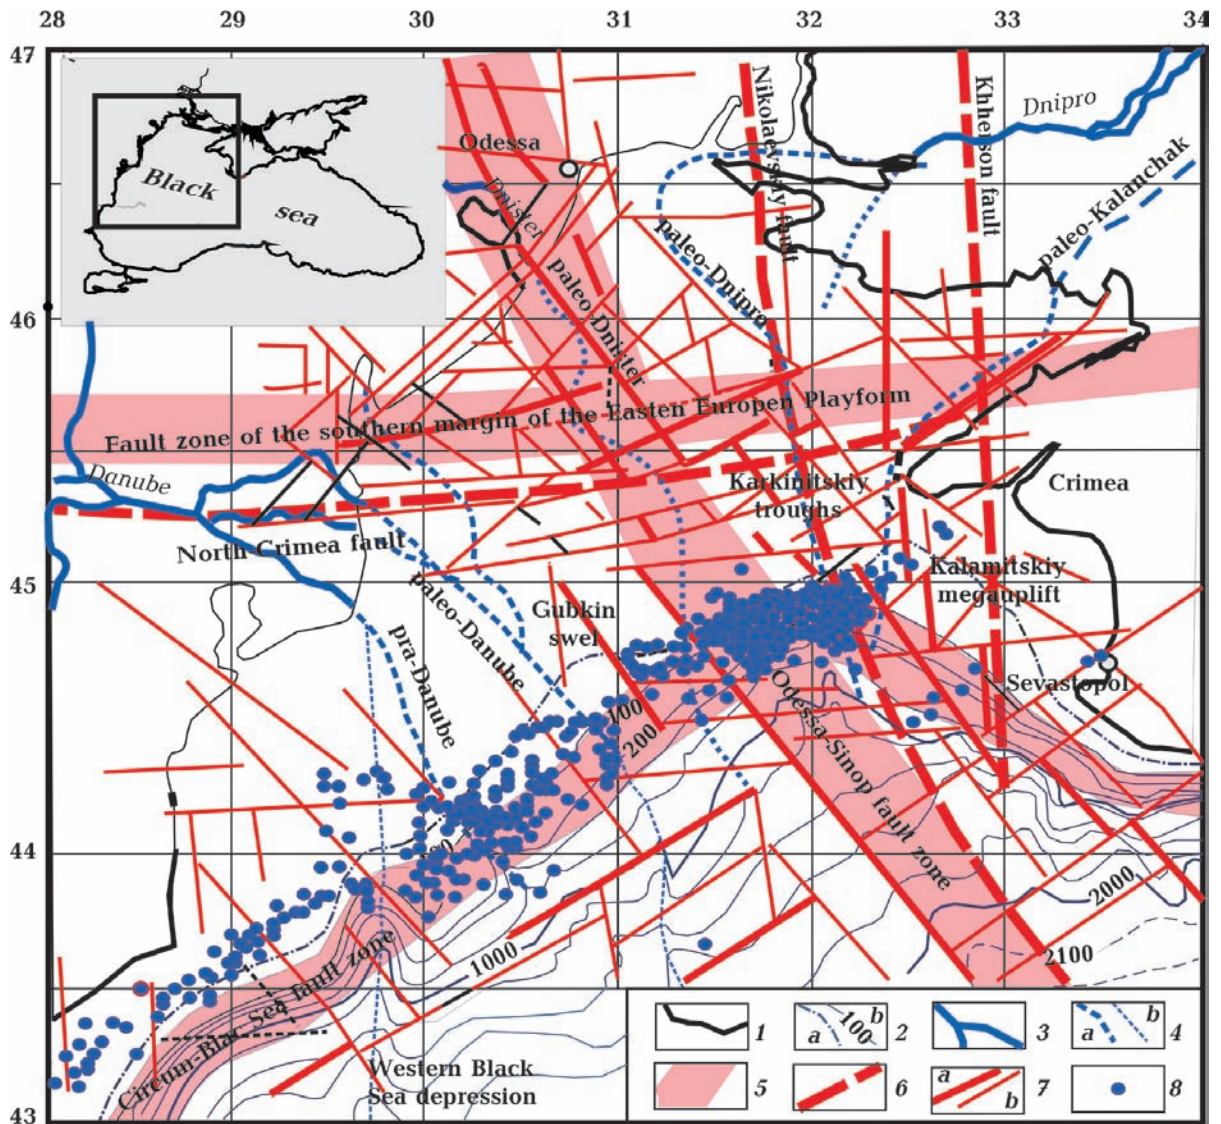 28 29 30 31 32 33 34
47
46
45
44
43
Black
sea
Odessa
Dnister
Nikolaevskiy fault
Khherson fault
Dnipro
paleo-Kalanchak
paleo-Dnipro
paleo-Dnister
Fault zone of the southern margin of the Easten Europen Playform
Danube
North Crimea fault
Karkinitskiy
troughs
Crimea
Kalamitskiy
megauplift
Gubkin
swel
paleo-Danube
pra-Danube
Sevastopol
100
200
Odessa-Sinop fault zone
2000
1000
2100
Circum-Blac Sea fault zone
Western Black
Sea depression
1
a b 100 2
3
a b 4
5
6
a b 7
8